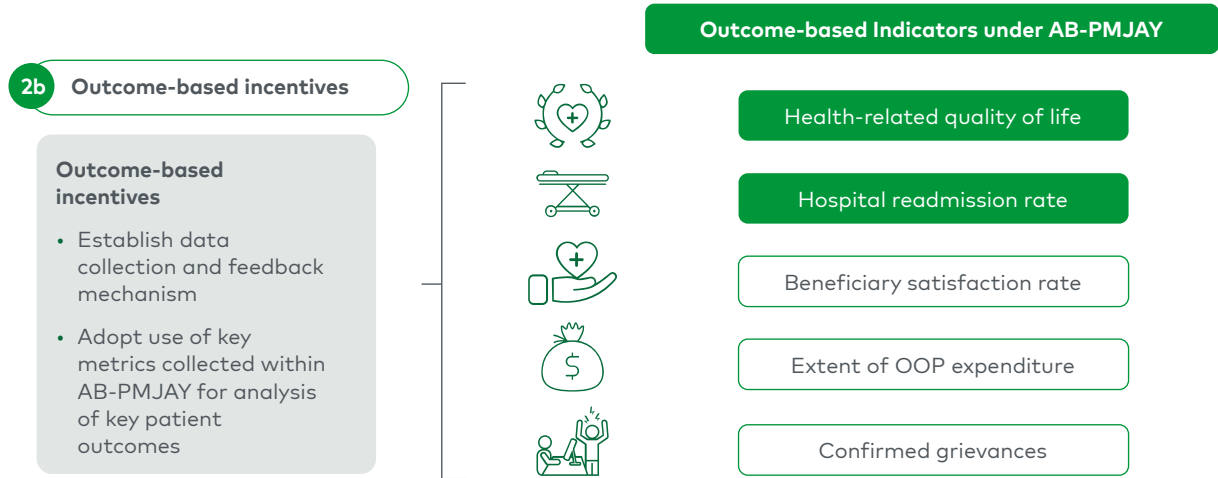 Outcome-based Indicators under AB-PMJAY
2b Outcome-based incentives
Outcome-based
incentives
• Establish data
collection and feedback
mechanism
• Adopt use of key
metrics collected within
AB-PMJAY for analysis
of key patient
outcomes
Health-related quality of life
Hospital readmission rate
Beneficiary satisfaction rate
$
Extent of OOP expenditure
Confirmed grievances